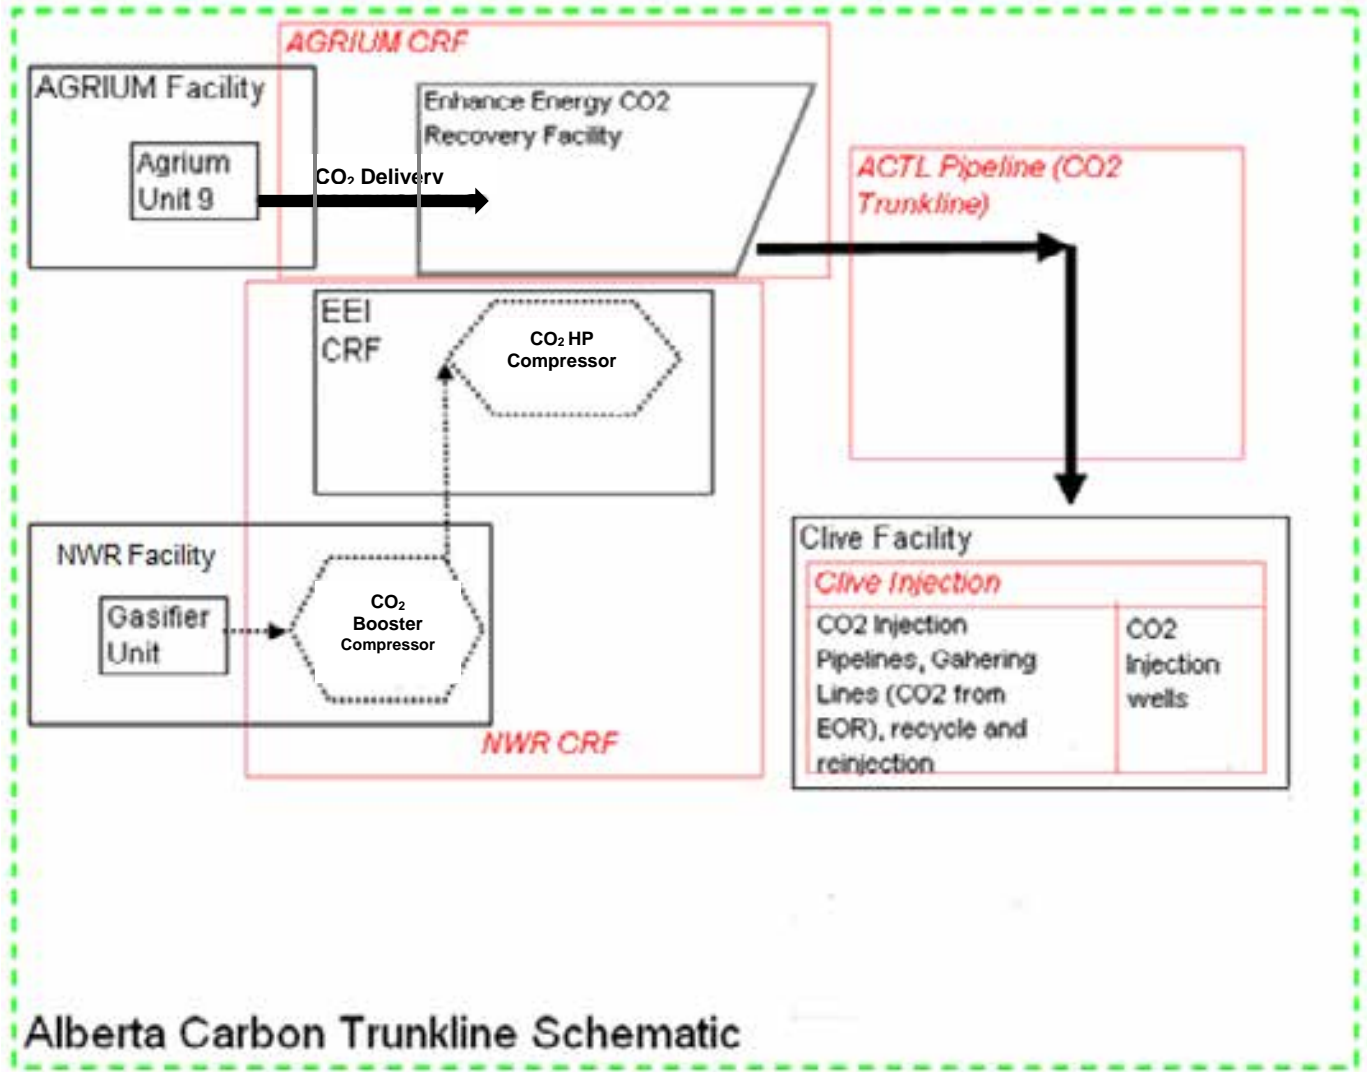 AGRIUM CRF
AGRIUM Facility
Agrium
Unit 9
CO₂ Delivery
Enhance Energy CO2
Recovery Facility
ACTL Pipeline (CO2
Trunkline)
EEI
CRF
CO₂ HP
Compressor
NWR Facility
Gasifier
Unit
CO₂
Booster
Compressor
NWR CRF
Clive Facility
Clive Injection
CO2 Injection
Pipelines, Gahering
Lines (CO2 from
EOR), recycle and
reinjection
CO2
Injection
wells
Alberta Carbon Trunkline Schematic